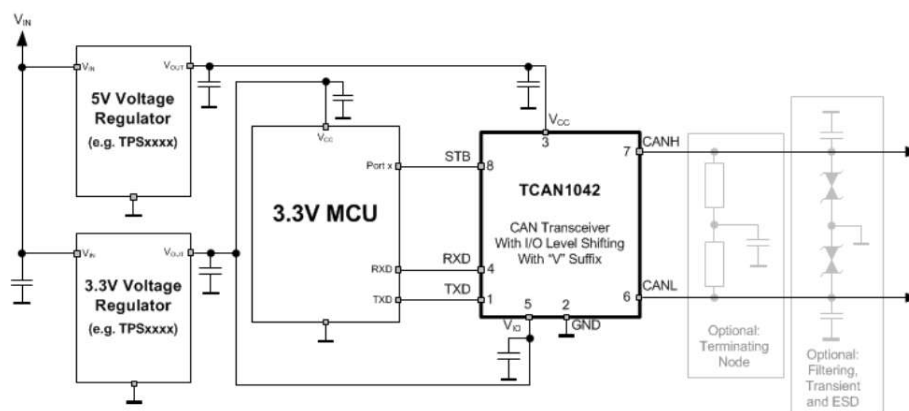 VIN
VIN
VOUT
5V Voltage
Regulator
(e.g. TPSxxxx)
VIN
VOUT
3.3V Voltage
Regulator
(e.g. TPSxxxx)
VCC
Port x
3.3V MCU
RXD
TXD
STB
RXD
TXD
VCC
3
8
4
1
TCAN1042
CAN Transceiver
With I/O Level Shifting
With “V” Suffix
5
2
VIO
GND
7
CANH
6
CANL
Optional:
Terminating
Node
Optional:
Filtering,
Transient
and ESD